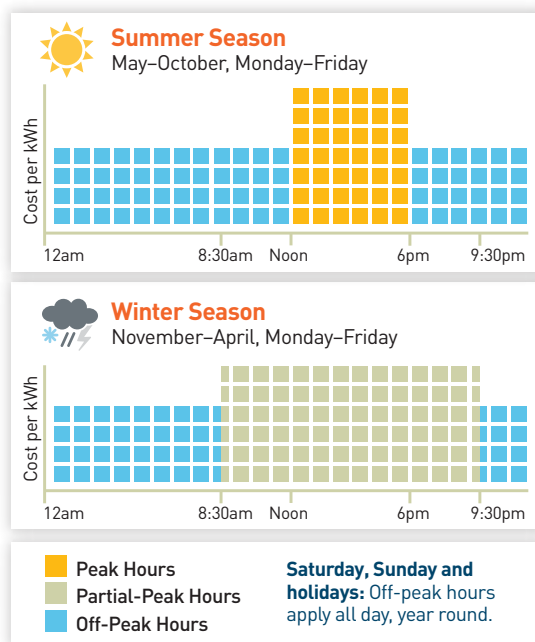 Summer Season
May–October, Monday–Friday
Cost per kWh
12am 8:30am Noon 6pm 9:30pm
Winter Season
November–April, Monday–Friday
Cost per kWh
12am 8:30am Noon 6pm 9:30pm
Peak Hours
Partial-Peak Hours
Off-Peak Hours
Saturday, Sunday and
holidays: Off-peak hours
apply all day, year round.